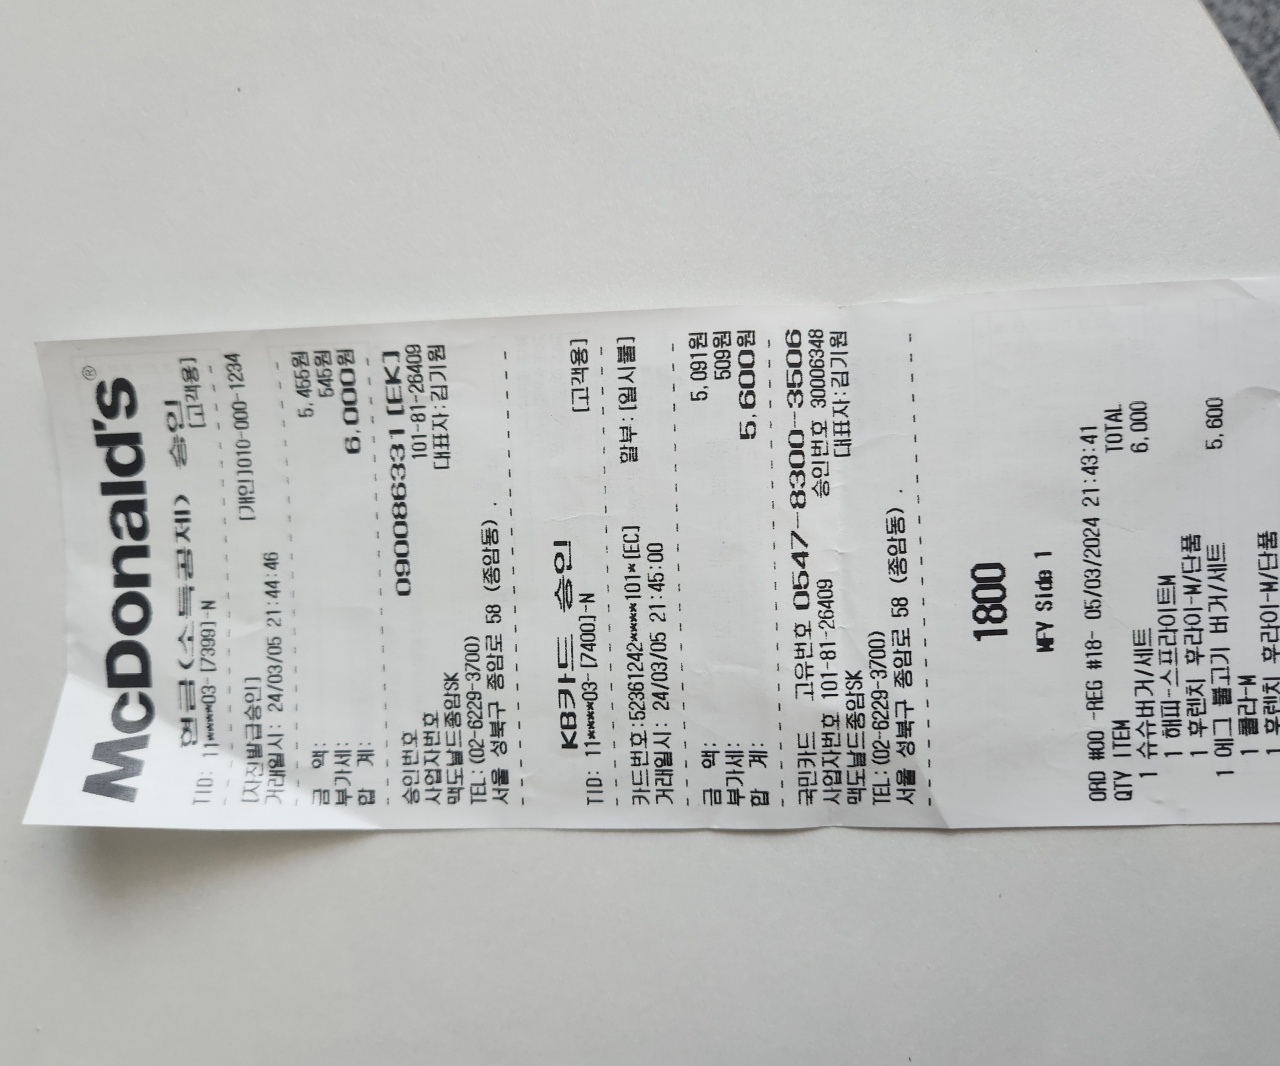 McDonald's®
현금(소득공제) 승인
TID: 11****03-[7399]-N [고객용]
[자진발급승인] [개인]010-000-1234
거래일시: 24/03/05 21:44:46
금 액: 5,455원
부가세: 545원
합 계: 6,000원
승인번호 090086331[EK]
사업자번호 101-81-26409
맥도날드종암SK 대표자:김기원
TEL: (02-6229-3700)
서울 성북구 종암로 58 (종암동) .
KB카드 승인
TID: 11****03-[7400]-N [고객용]
카드번호:52361242****101*[EC] 할부: [일시불]
거래일시: 24/03/05 21:45:00
금 액: 5,091원
부가세: 509원
합 계: 5,600원
국민카드 고유번호 0547-8300-3506
사업자번호 101-81-26409 승인번호 30006348
맥도날드종암SK 대표자:김기원
TEL: (02-6229-3700)
서울 성북구 종암로 58 (종암동) .
1800
MFY Side 1
ORD #00 -REG #18- 05/03/2024 21:43:41
QTY ITEM TOTAL
1 슈슈버거/세트 6,000
1 해피-스프라이트M
1 후렌치 후라이-M/단품
1 에그 불고기 버거/세트 5,600
1 콜라-M
1 후렌치 후라이-M/단품